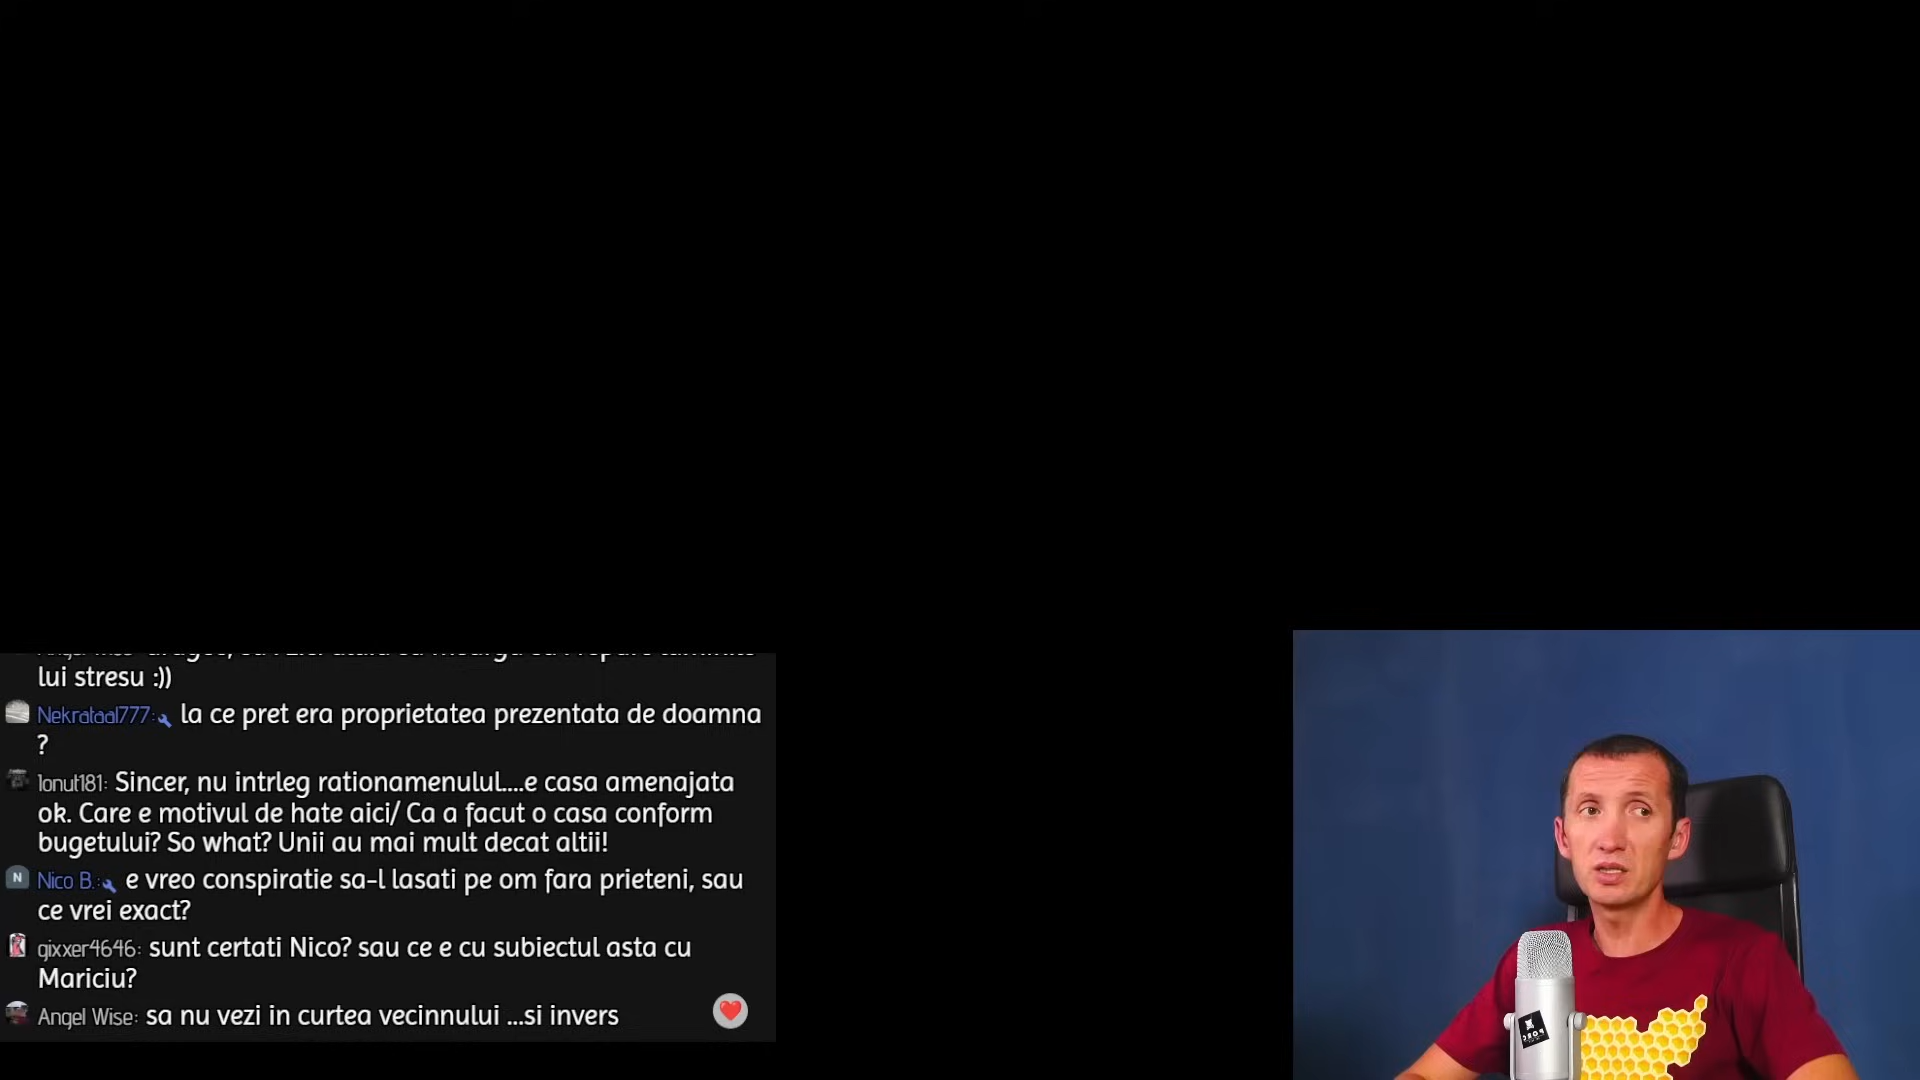 lui stresu :))
Nekrataal777: la ce pret era proprietatea prezentata de doamna
?
1onut181: Sincer, nu intrleg rationamenulul....e casa amenajata
ok. Care e motivul de hate aici/ Ca a facut o casa conform
bugetului? So what? Unii au mai mult decat altii!
N Nico B.: e vreo conspiratie sa-l lasati pe om fara prieteni, sau
ce vrei exact?
gixxer4646: sunt certati Nico? sau ce e cu subiectul asta cu
Mariciu?
Angel Wise: sa nu vezi in curtea vecinnului ...si invers